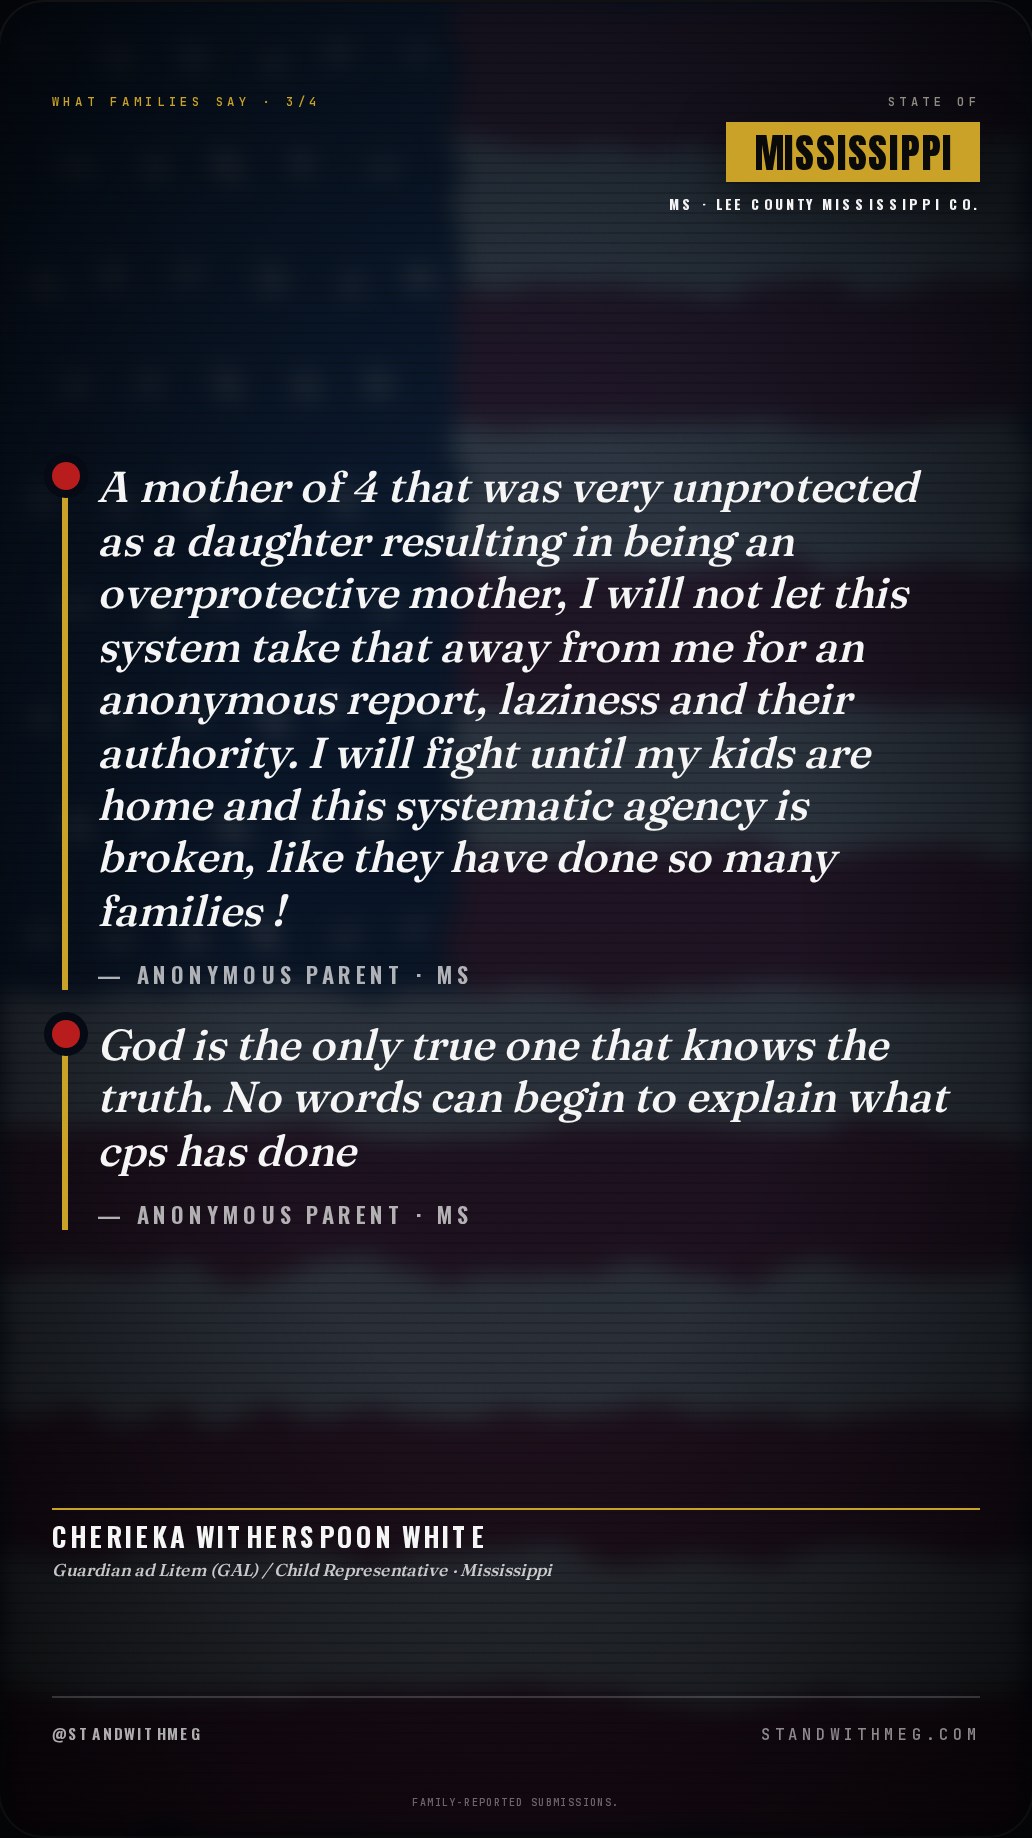 WHAT FAMILIES SAY · 3/4
STATE OF
MISSISSIPPI
MS · LEE COUNTY MISSISSIPPI CO.
A mother of 4 that was very unprotected
as a daughter resulting in being an
overprotective mother, I will not let this
system take that away from me for an
anonymous report, laziness and their
authority. I will fight until my kids are
home and this systematic agency is
broken, like they have done so many
families !
— ANONYMOUS PARENT · MS
God is the only true one that knows the
truth. No words can begin to explain what
cps has done
— ANONYMOUS PARENT · MS
CHERIEKA WITHERSPOON WHITE
Guardian ad Litem (GAL) / Child Representative · Mississippi
@STANDWITHMEG
STANDWITHMEG.COM
FAMILY-REPORTED SUBMISSIONS.